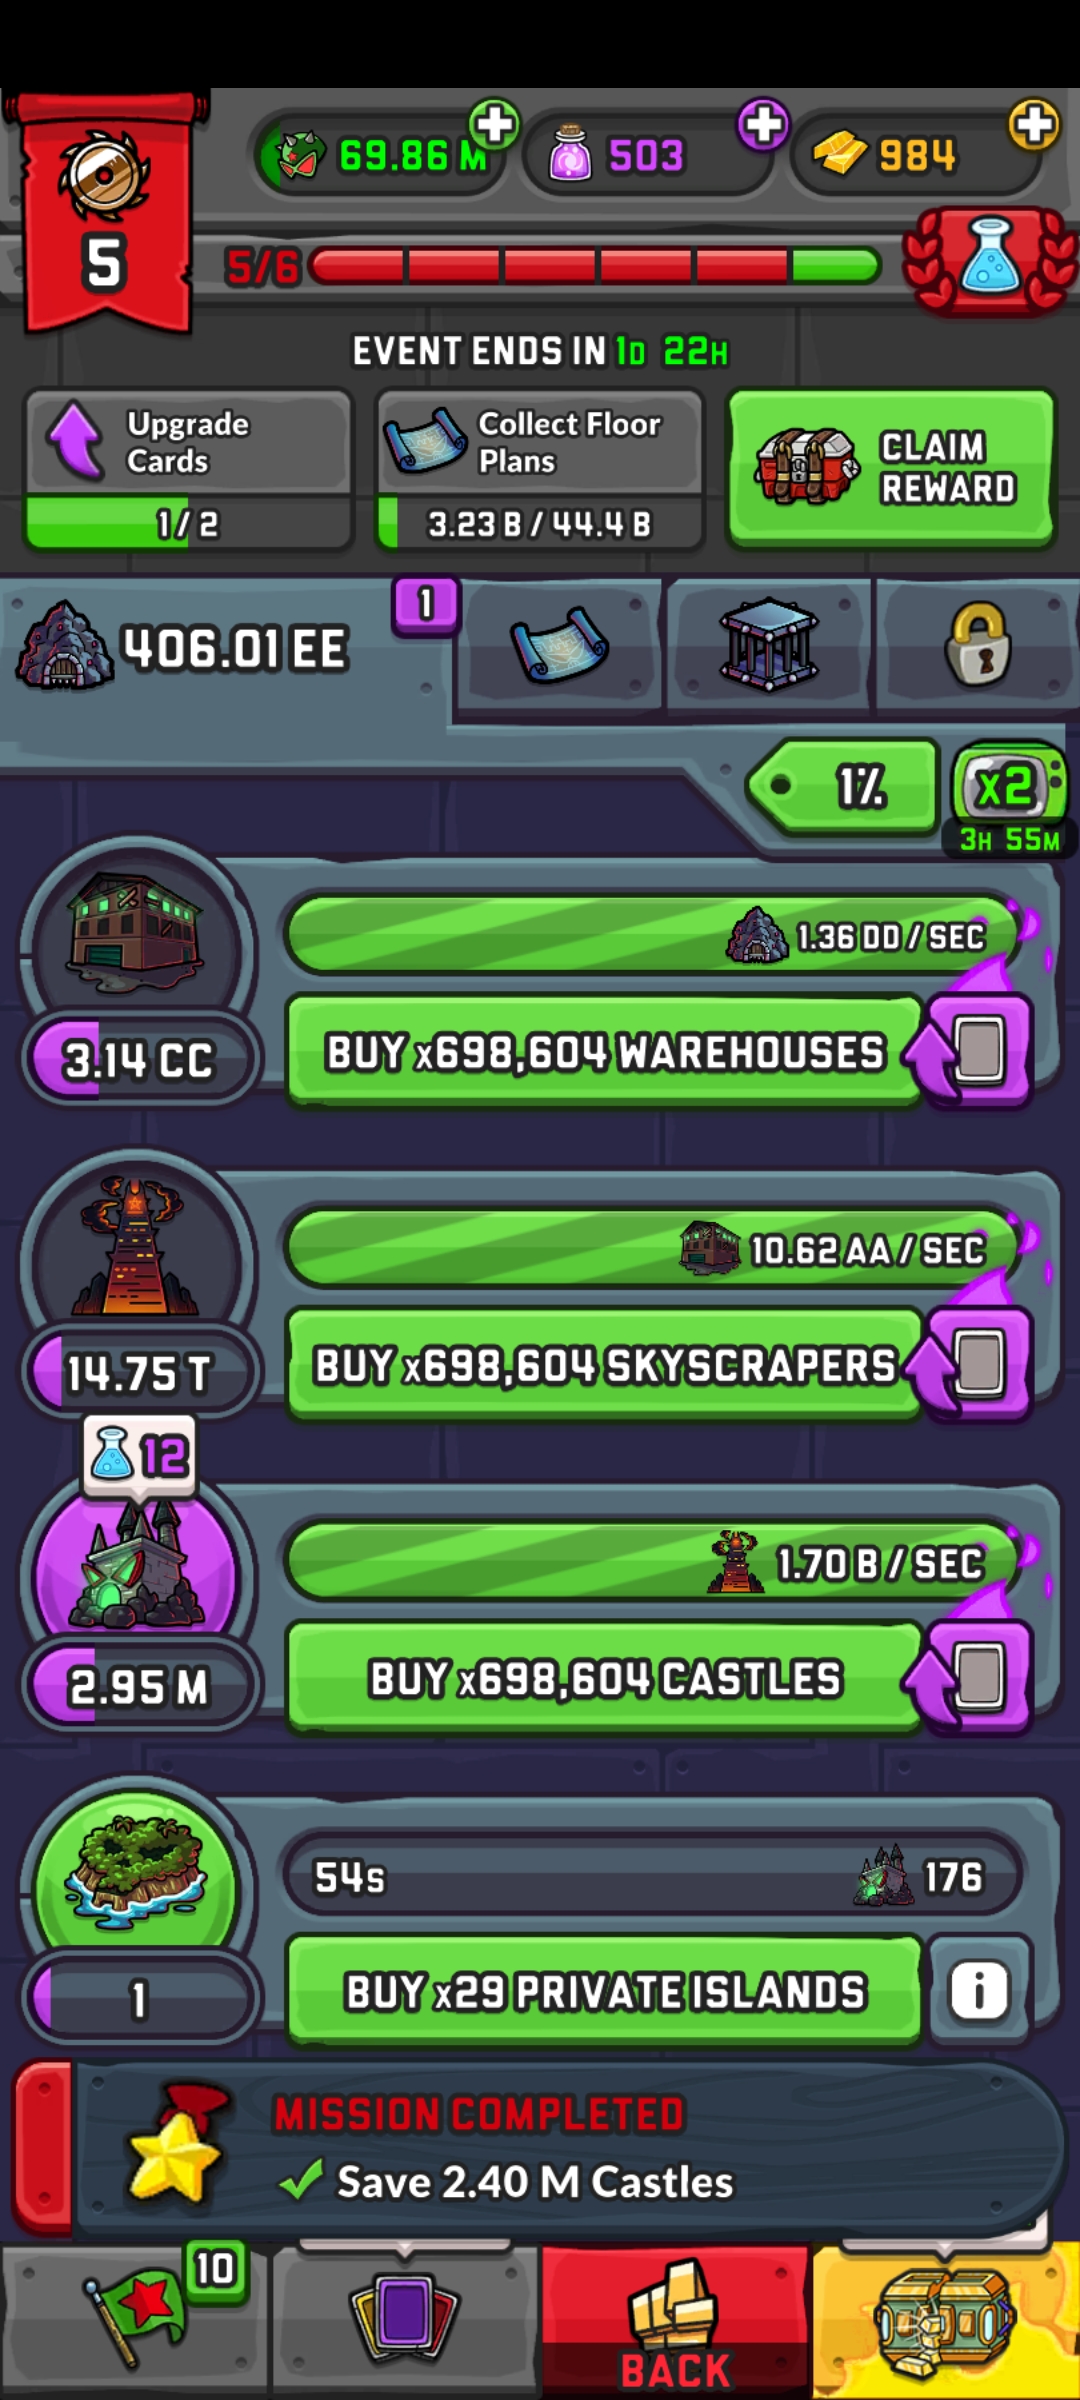 69.86 M
503
984
5
5/6
EVENT ENDS IN 1D 22H
Upgrade
Cards
1 / 2
Collect Floor
Plans
3.23 B / 44.4 B
CLAIM
REWARD
406.01 EE
1
1%
x2
3H 55M
1.36 DD / SEC
3.14 CC
BUY x698,604 WAREHOUSES
10.62 AA / SEC
14.75 T
BUY x698,604 SKYSCRAPERS
12
1.70 B / SEC
2.95 M
BUY x698,604 CASTLES
54s
176
1
BUY x29 PRIVATE ISLANDS
i
MISSION COMPLETED
Save 2.40 M Castles
10
BACK